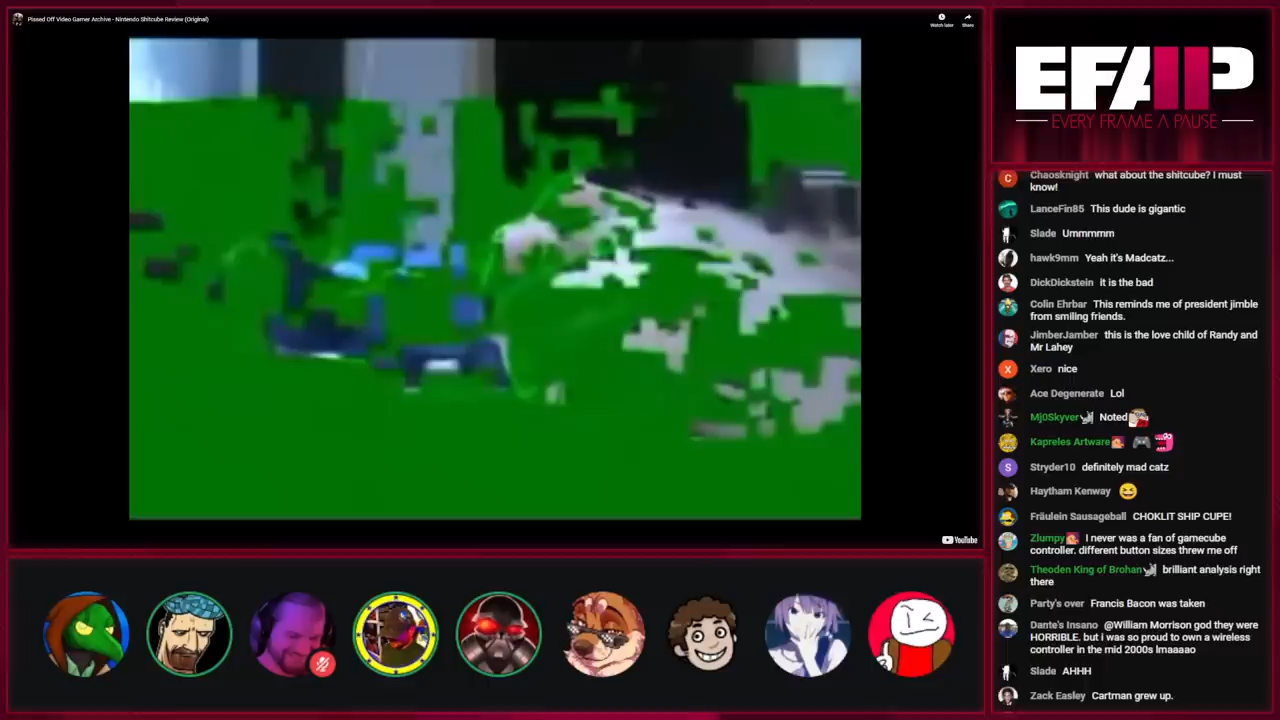 Pissed Off Video Gamer Archive - Nintendo Shitcube Review (Original)
Watch later
Share
YouTube
EFAP
EVERY FRAME A PAUSE
Chaosknight what about the shitcube? I must
know!
LanceFin85 This dude is gigantic
Slade Ummmmm
hawk9mm Yeah it's Madcatz...
DickDickstein it is the bad
Colin Ehrbar This reminds me of president jimble
from smiling friends.
JimberJamber this is the love child of Randy and
Mr Lahey
X
Xero nice
Ace Degenerate Lol
Mj0Skyver Noted
Kapreles Artware
S
Stryder10 definitely mad catz
Haytham Kenway
Fräulein Sausageball CHOKLIT SHIP CUPE!
Zlumpy I never was a fan of gamecube
controller. different button sizes threw me off
Theoden King of Brohan brilliant analysis right
there
Party's over Francis Bacon was taken
Dante's Insano @William Morrison god they were
HORRIBLE. but i was so proud to own a wireless
controller in the mid 2000s lmaaaao
Slade AHHH
Zack Easley Cartman grew up.